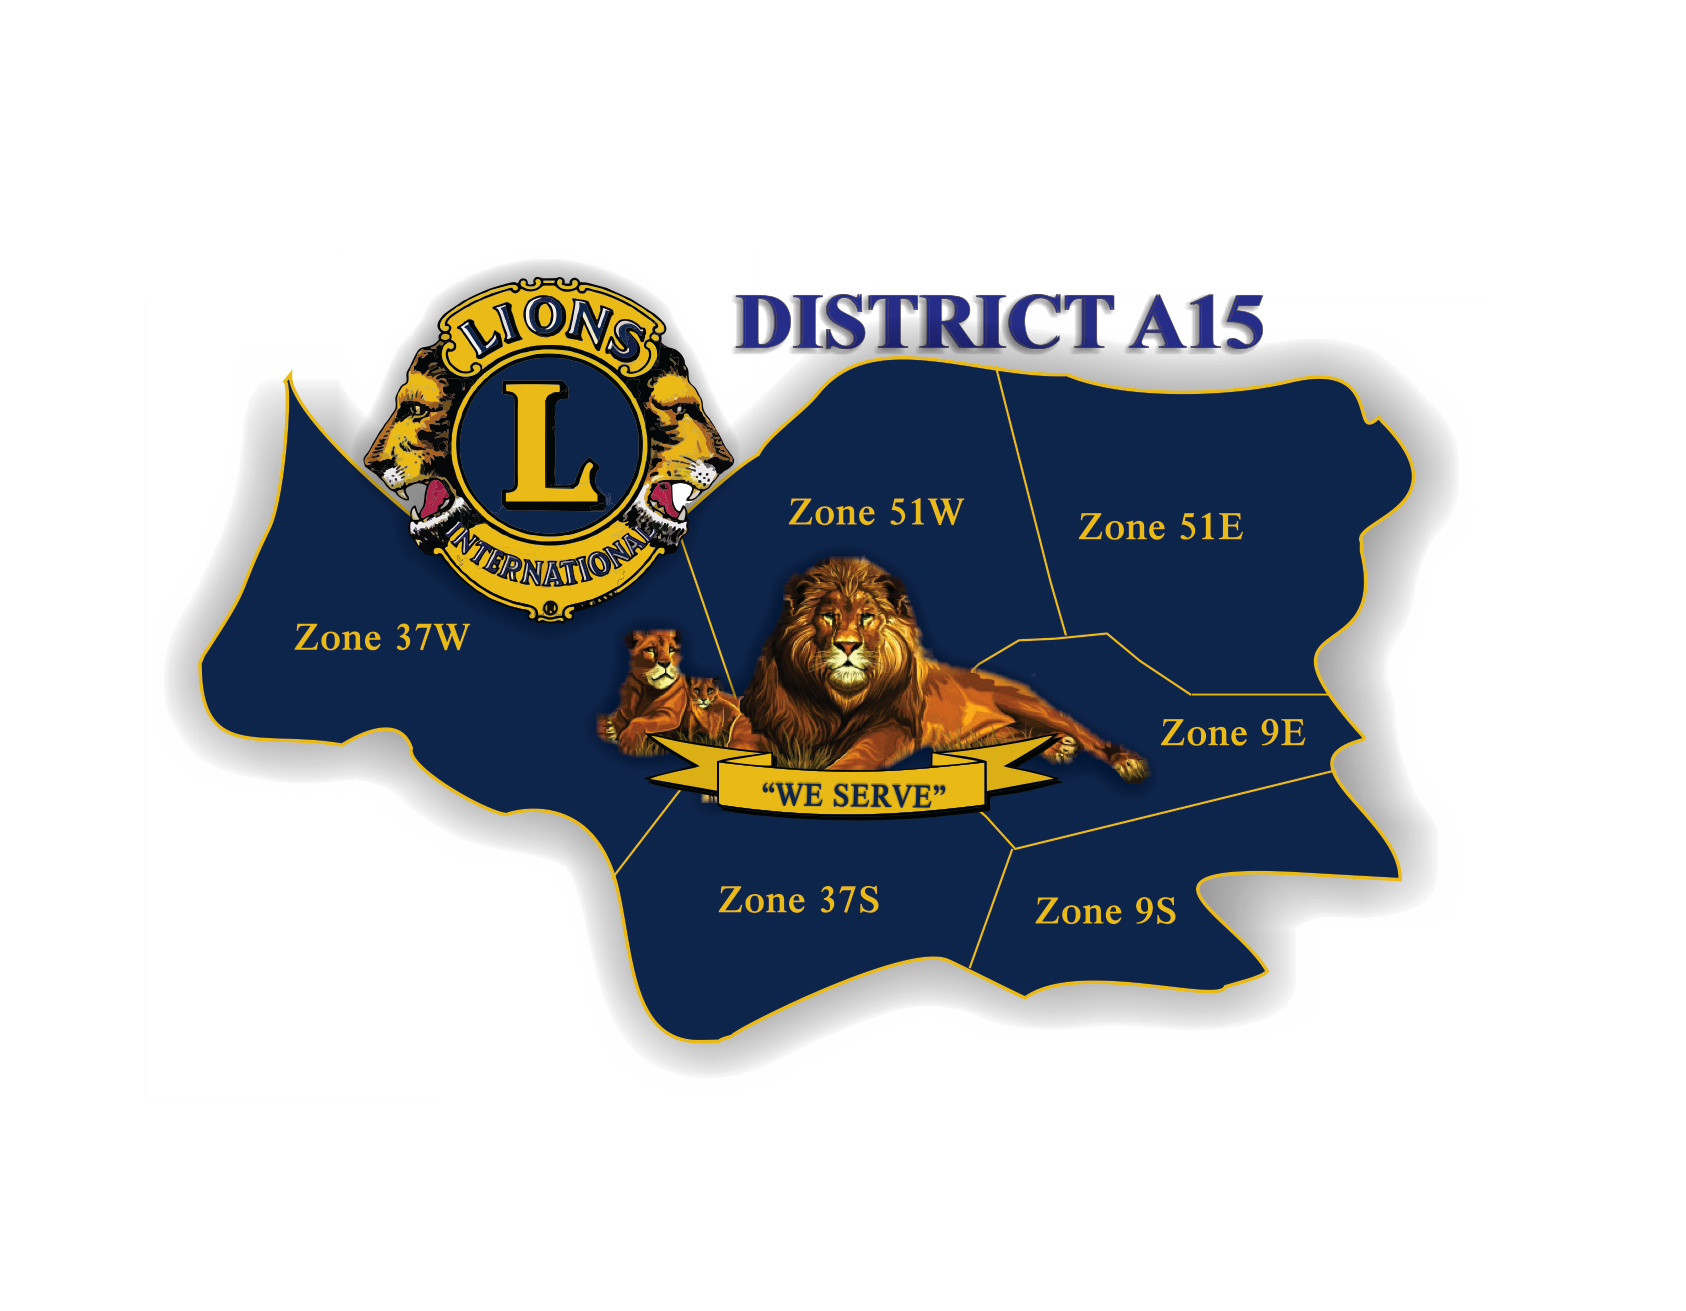 LIONS
L
INTERNATIONAL
®
DISTRICT A15
Zone 51W
Zone 51E
Zone 37W
Zone 9E
"WE SERVE"
Zone 37S
Zone 9S